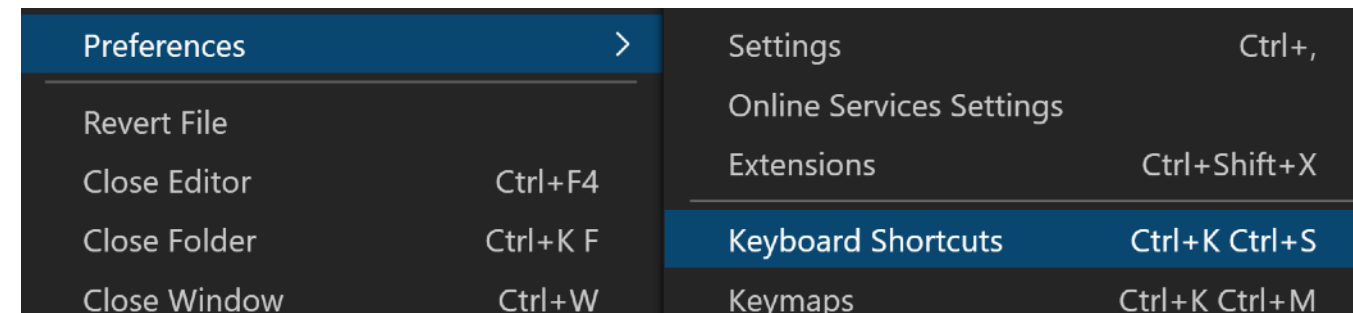 Preferences >
Revert File
Close Editor Ctrl+F4
Close Folder Ctrl+K F
Close Window Ctrl+W
Settings Ctrl+,
Online Services Settings
Extensions Ctrl+Shift+X
Keyboard Shortcuts Ctrl+K Ctrl+S
Keymaps Ctrl+K Ctrl+M